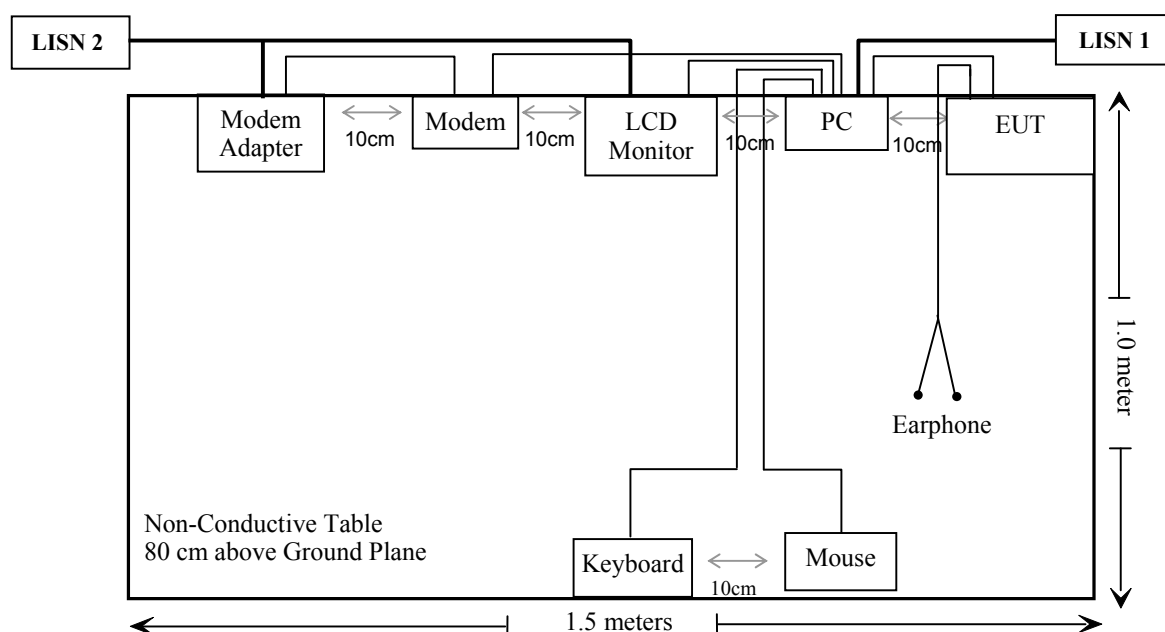 LISN 2
LISN 1
Modem
Adapter
10cm
Modem
10cm
LCD
Monitor
10cm
PC
10cm
EUT
1.0 meter
Earphone
Non-Conductive Table
80 cm above Ground Plane
Keyboard
10cm
Mouse
1.5 meters